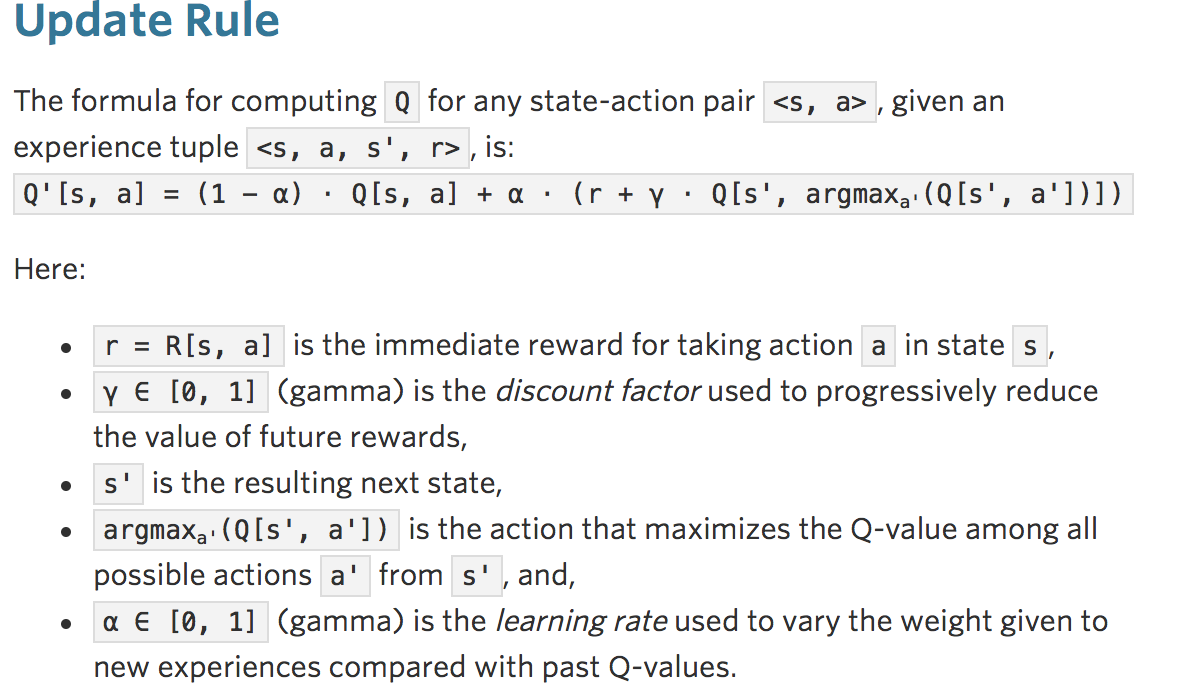 Update Rule
The formula for computing Q for any state-action pair <s, a>, given an
experience tuple <s, a, s', r>, is:
Q'[s, a] = (1 − α) · Q[s, a] + α · (r + γ · Q[s', argmaxₐ'(Q[s', a'])])
Here:
• r = R[s, a] is the immediate reward for taking action a in state s,
• γ ∈ [0, 1] (gamma) is the discount factor used to progressively reduce
the value of future rewards,
• s' is the resulting next state,
• argmaxₐ'(Q[s', a']) is the action that maximizes the Q-value among all
possible actions a' from s', and,
• α ∈ [0, 1] (gamma) is the learning rate used to vary the weight given to
new experiences compared with past Q-values.